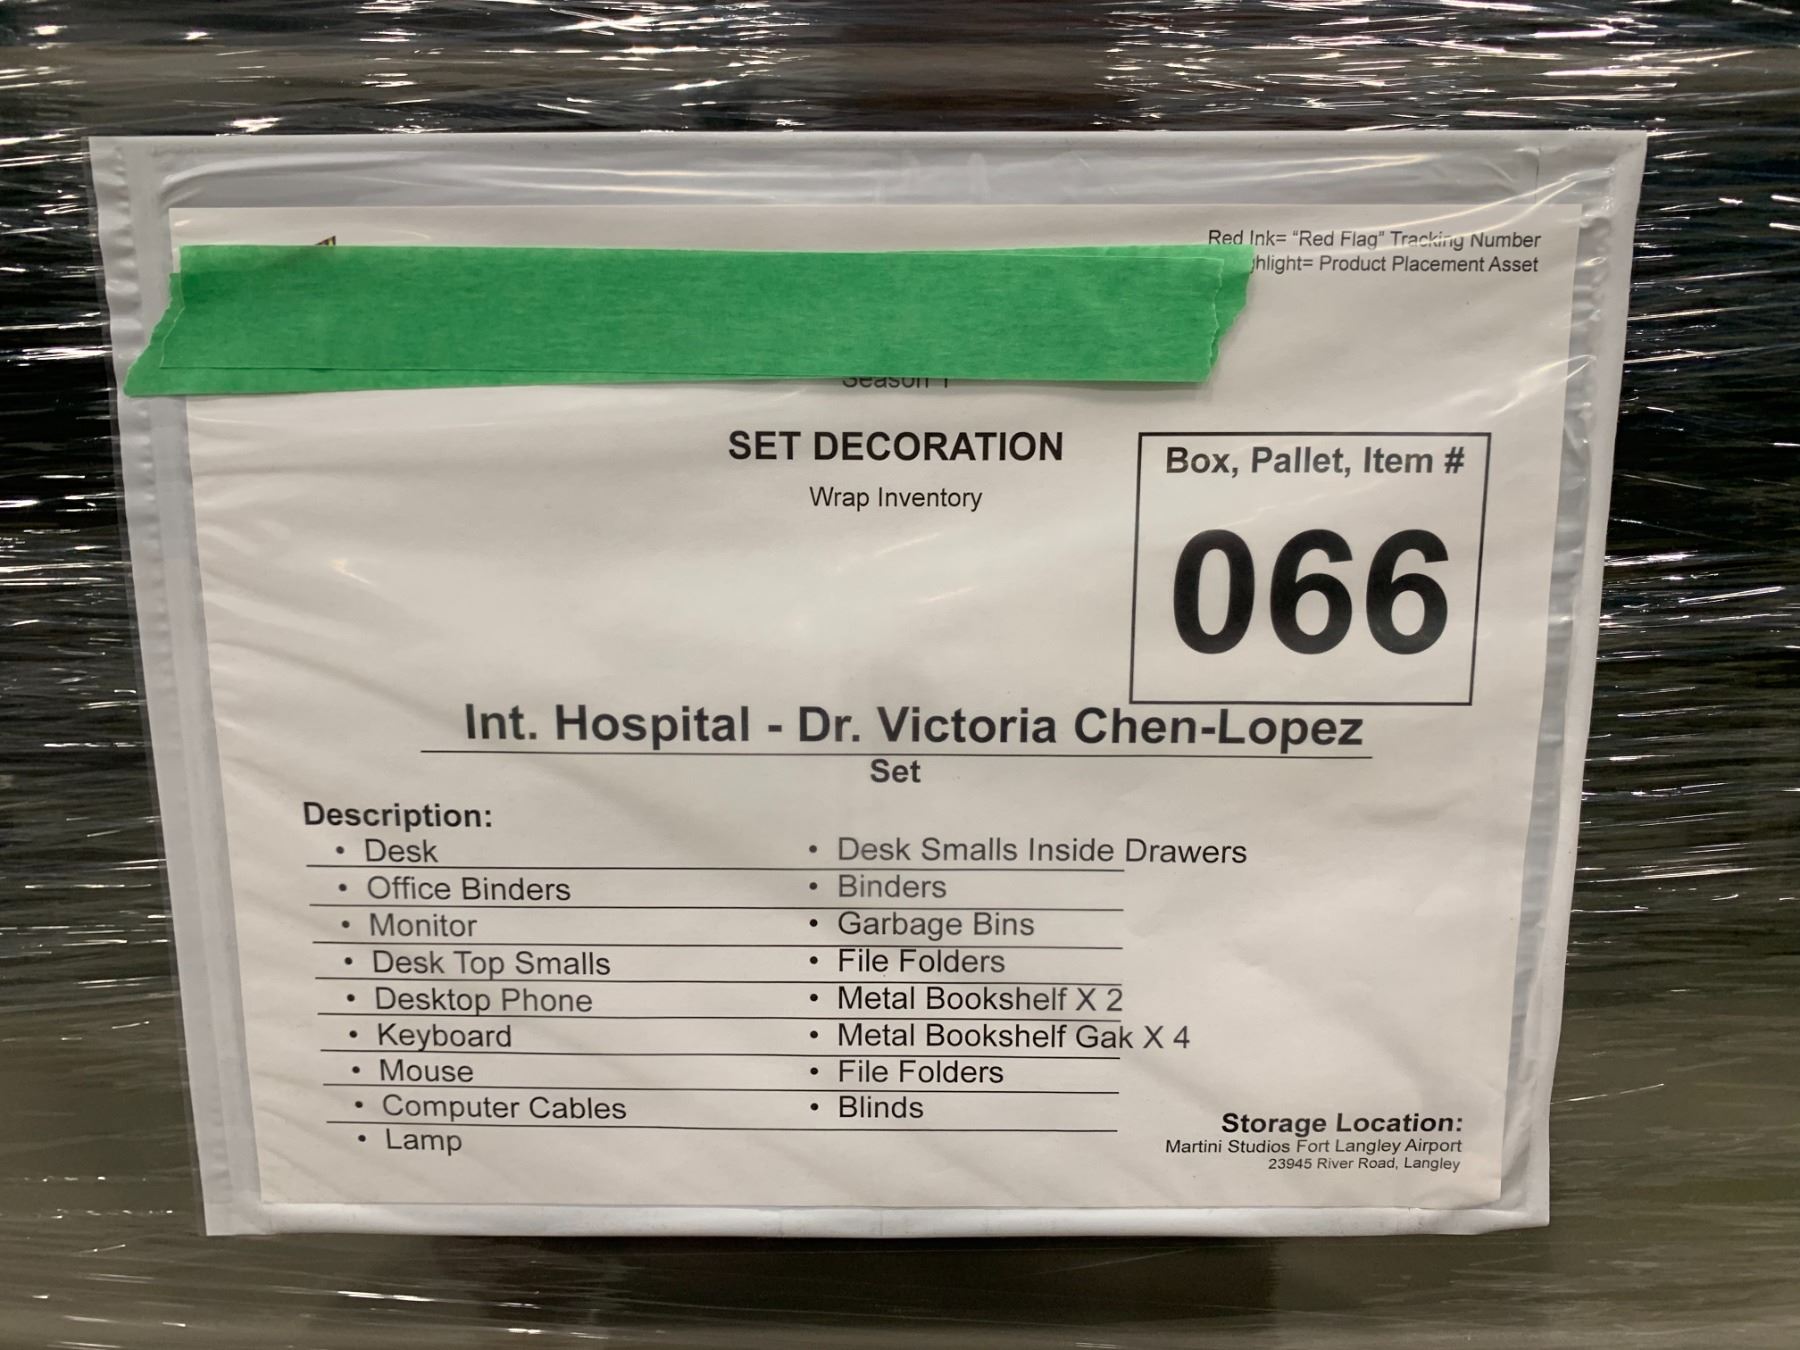 Red Ink= “Red Flag” Tracking Number
hlight= Product Placement Asset
Season 1
SET DECORATION
Wrap Inventory
Box, Pallet, Item #
066
Int. Hospital - Dr. Victoria Chen-Lopez
Set
Description:
• Desk
• Office Binders
• Monitor
• Desk Top Smalls
• Desktop Phone
• Keyboard
• Mouse
• Computer Cables
• Lamp
• Desk Smalls Inside Drawers
• Binders
• Garbage Bins
• File Folders
• Metal Bookshelf X 2
• Metal Bookshelf Gak X 4
• File Folders
• Blinds
Storage Location:
Martini Studios Fort Langley Airport
23945 River Road, Langley